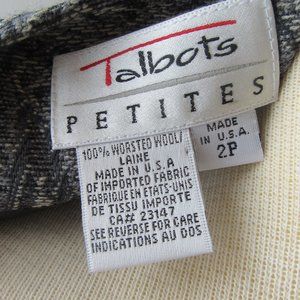 Talbots
PETITES
MADE
IN U.S.A.
2P
100% WORSTED WOOL/
LAINE
MADE IN U.S.A
OF IMPORTED FABRIC
FABRIQUE EN ETATS-UNIS
DE TISSU IMPORTE
CA# 23147
SEE REVERSE FOR CARE
INDICATIONS AU DOS